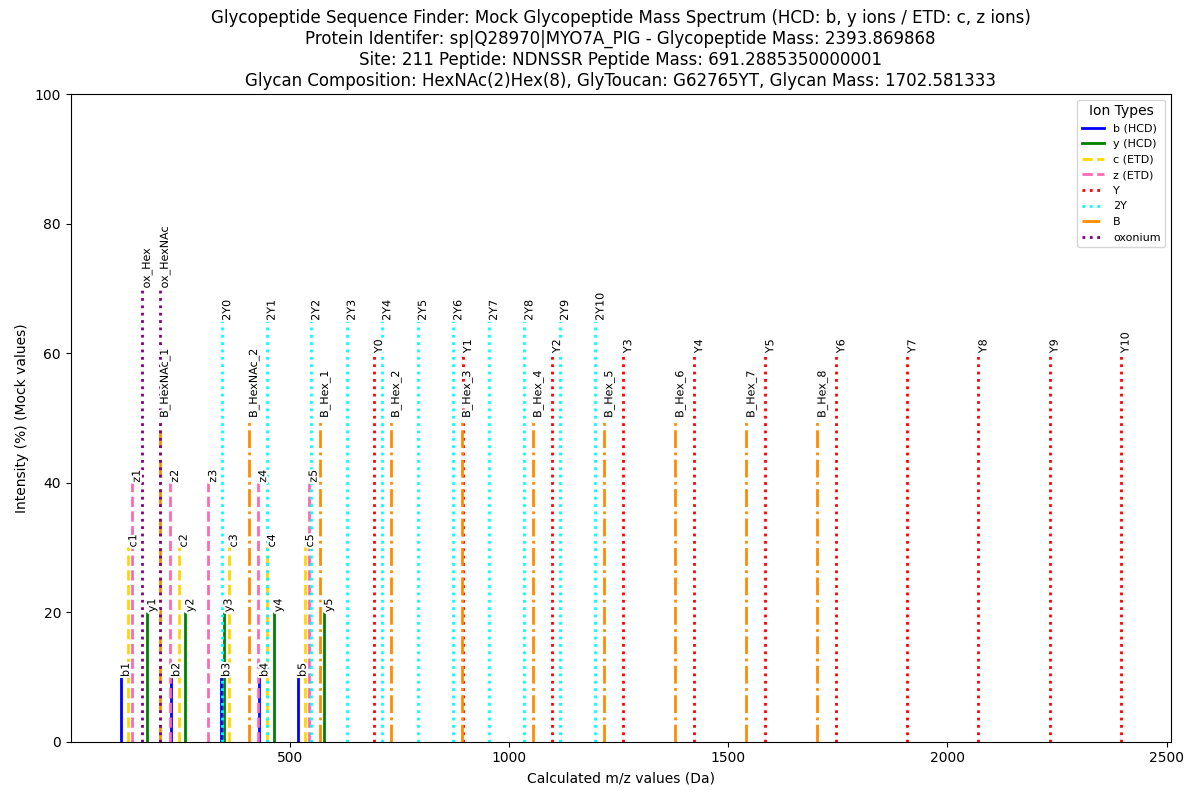 Glycopeptide Sequence Finder: Mock Glycopeptide Mass Spectrum (HCD: b, y ions / ETD: c, z ions)
Protein Identifer: sp|Q28970|MYO7A_PIG - Glycopeptide Mass: 2393.869868
Site: 211 Peptide: NDNSSR Peptide Mass: 691.2885350000001
Glycan Composition: HexNAc(2)Hex(8), GlyToucan: G62765YT, Glycan Mass: 1702.581333
Ion Types
b (HCD)
y (HCD)
c (ETD)
z (ETD)
Y
2Y
B
oxonium
Intensity (%) (Mock values)
100
80
60
40
20
0
ox_Hex
ox_HexNAc
2Y0
2Y1
2Y2
2Y3
2Y4
2Y5
2Y6
2Y7
2Y8
2Y9
2Y10
Y0
Y1
Y2
Y3
Y4
Y5
Y6
Y7
Y8
Y9
Y10
B_HexNAc_1
B_HexNAc_2
B_Hex_1
B_Hex_2
B_Hex_3
B_Hex_4
B_Hex_5
B_Hex_6
B_Hex_7
B_Hex_8
z1
z2
z3
z4
z5
c1
c2
c3
c4
c5
y1
y2
y3
y4
y5
b1
b2
b3
b4
b5
500
1000
1500
2000
2500
Calculated m/z values (Da)